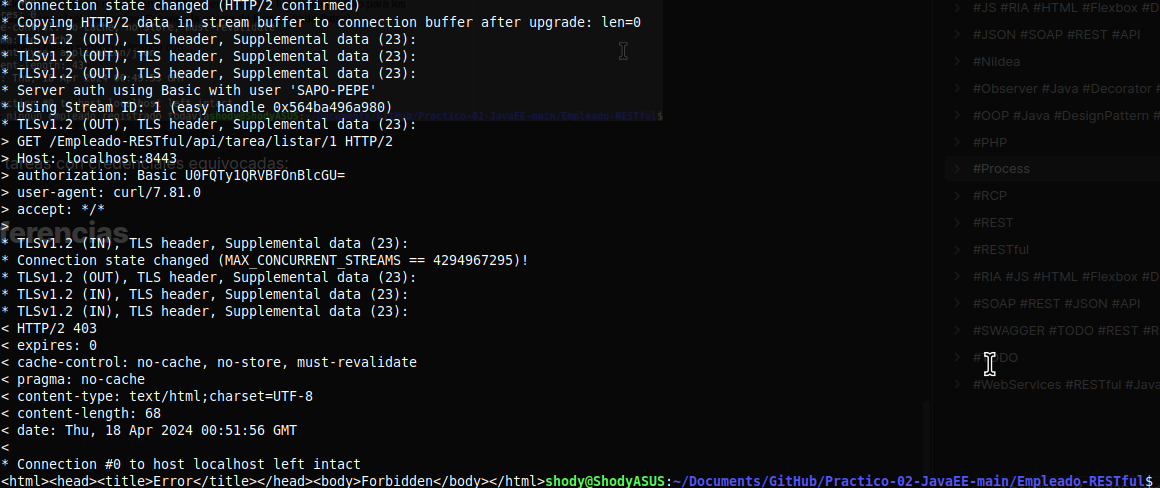 * Connection state changed (HTTP/2 confirmed)
* Copying HTTP/2 data in stream buffer to connection buffer after upgrade: len=0
* TLSv1.2 (OUT), TLS header, Supplemental data (23):
* TLSv1.2 (OUT), TLS header, Supplemental data (23):
* TLSv1.2 (OUT), TLS header, Supplemental data (23):
* Server auth using Basic with user 'SAPO-PEPE'
* Using Stream ID: 1 (easy handle 0x564ba496a980)
* TLSv1.2 (OUT), TLS header, Supplemental data (23):
> GET /Empleado-RESTful/api/tarea/listar/1 HTTP/2
> Host: localhost:8443
> authorization: Basic U0FQTy1QRVBFOnBlcGU=
> user-agent: curl/7.81.0
> accept: */*
>
* TLSv1.2 (IN), TLS header, Supplemental data (23):
* Connection state changed (MAX_CONCURRENT_STREAMS == 4294967295)!
* TLSv1.2 (OUT), TLS header, Supplemental data (23):
* TLSv1.2 (IN), TLS header, Supplemental data (23):
* TLSv1.2 (IN), TLS header, Supplemental data (23):
< HTTP/2 403
< expires: 0
< cache-control: no-cache, no-store, must-revalidate
< pragma: no-cache
< content-type: text/html;charset=UTF-8
< content-length: 68
< date: Thu, 18 Apr 2024 00:51:56 GMT
<
* Connection #0 to host localhost left intact
<html><head><title>Error</title></head><body>Forbidden</body></html>shody@ShodyASUS:~/Documents/GitHub/Practico-02-JavaEE-main/Empleado-RESTful$
tareas con credenciales equivocadas:
ferencias
#JS #RIA #HTML #Flexbox #D
#JSON #SOAP #REST #API
#NiIdea
#Observer #Java #Decorator
#OOP #Java #DesignPattern #
#PHP
#Process
#RCP
#REST
#RESTful
#RIA #JS #HTML #Flexbox #D
#SOAP #REST #JSON #API
#SWAGGER #TODO #REST #R
#WebServices #RESTful #Java